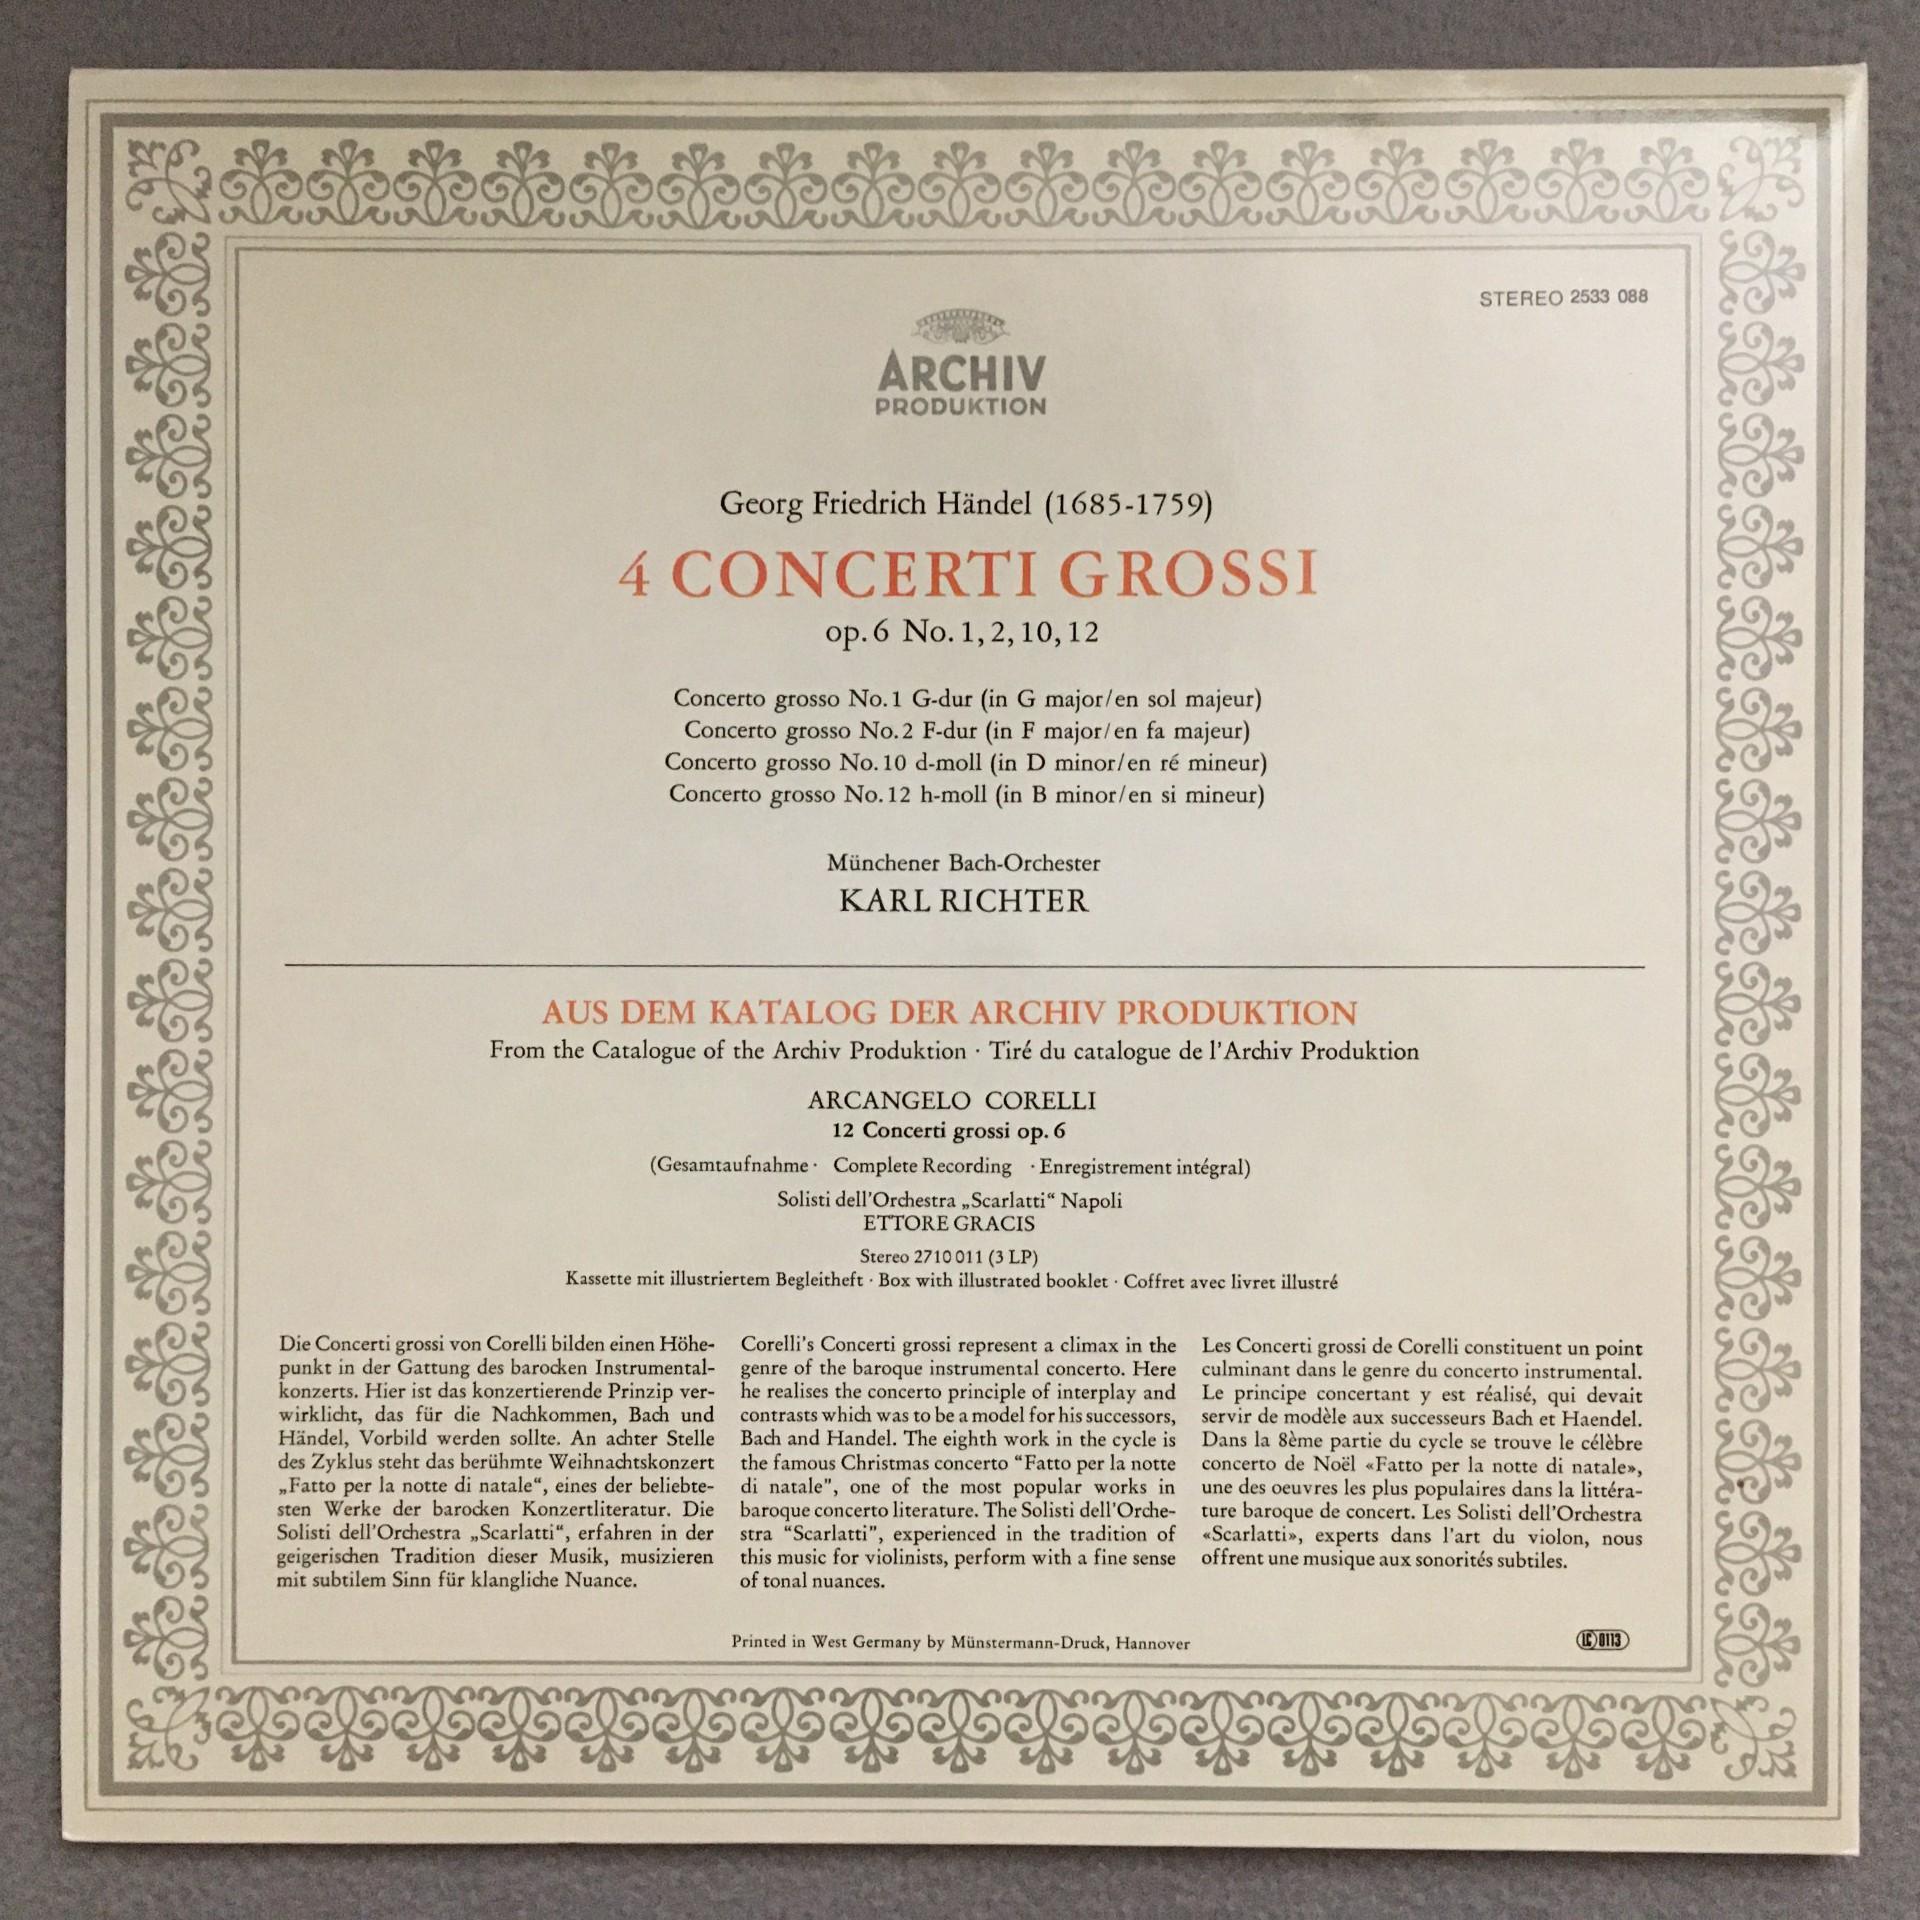 STEREO 2533 088
ARCHIV
PRODUKTION
Georg Friedrich Händel (1685-1759)
4 CONCERTI GROSSI
op. 6 No. 1, 2, 10, 12
Concerto grosso No. 1 G-dur (in G major/en sol majeur)
Concerto grosso No. 2 F-dur (in F major/en fa majeur)
Concerto grosso No. 10 d-moll (in D minor/en ré mineur)
Concerto grosso No. 12 h-moll (in B minor/en si mineur)
Münchener Bach-Orchester
KARL RICHTER
AUS DEM KATALOG DER ARCHIV PRODUKTION
From the Catalogue of the Archiv Produktion · Tiré du catalogue de l'Archiv Produktion
ARCANGELO CORELLI
12 Concerti grossi op. 6
(Gesamtaufnahme · Complete Recording · Enregistrement intégral)
Solisti dell'Orchestra „Scarlatti“ Napoli
ETTORE GRACIS
Stereo 2710 011 (3 LP)
Kassette mit illustriertem Begleitheft · Box with illustrated booklet · Coffret avec livret illustré
Die Concerti grossi von Corelli bilden einen Höhe-
punkt in der Gattung des barocken Instrumental-
konzerts. Hier ist das konzertierende Prinzip ver-
wirklicht, das für die Nachkommen, Bach und
Händel, Vorbild werden sollte. An achter Stelle
des Zyklus steht das berühmte Weihnachtskonzert
„Fatto per la notte di natale“, eines der beliebte-
sten Werke der barocken Konzertliteratur. Die
Solisti dell'Orchestra „Scarlatti“, erfahren in der
geigerischen Tradition dieser Musik, musizieren
mit subtilem Sinn für klangliche Nuance.
Corelli's Concerti grossi represent a climax in the
genre of the baroque instrumental concerto. Here
he realises the concerto principle of interplay and
contrasts which was to be a model for his successors,
Bach and Handel. The eighth work in the cycle is
the famous Christmas concerto “Fatto per la notte
di natale”, one of the most popular works in
baroque concerto literature. The Solisti dell'Orche-
stra “Scarlatti”, experienced in the tradition of
this music for violinists, perform with a fine sense
of tonal nuances.
Les Concerti grossi de Corelli constituent un point
culminant dans le genre du concerto instrumental.
Le principe concertant y est réalisé, qui devait
servir de modèle aux successeurs Bach et Haendel.
Dans la 8ème partie du cycle se trouve le célèbre
concerto de Noël «Fatto per la notte di natale»,
une des oeuvres les plus populaires dans la littéra-
ture baroque de concert. Les Solisti dell'Orchestra
«Scarlatti», experts dans l'art du violon, nous
offrent une musique aux sonorités subtiles.
Printed in West Germany by Münstermann-Druck, Hannover
LC 0113